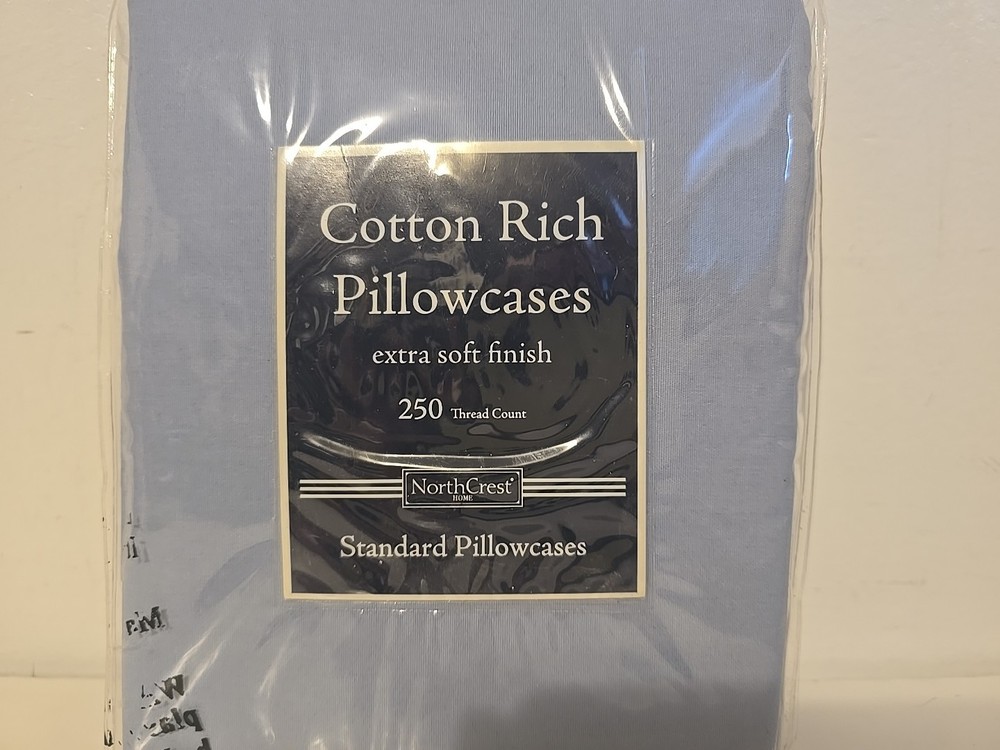 Cotton Rich
Pillowcases
extra soft finish
250 Thread Count
NorthCrest
HOME
Standard Pillowcases